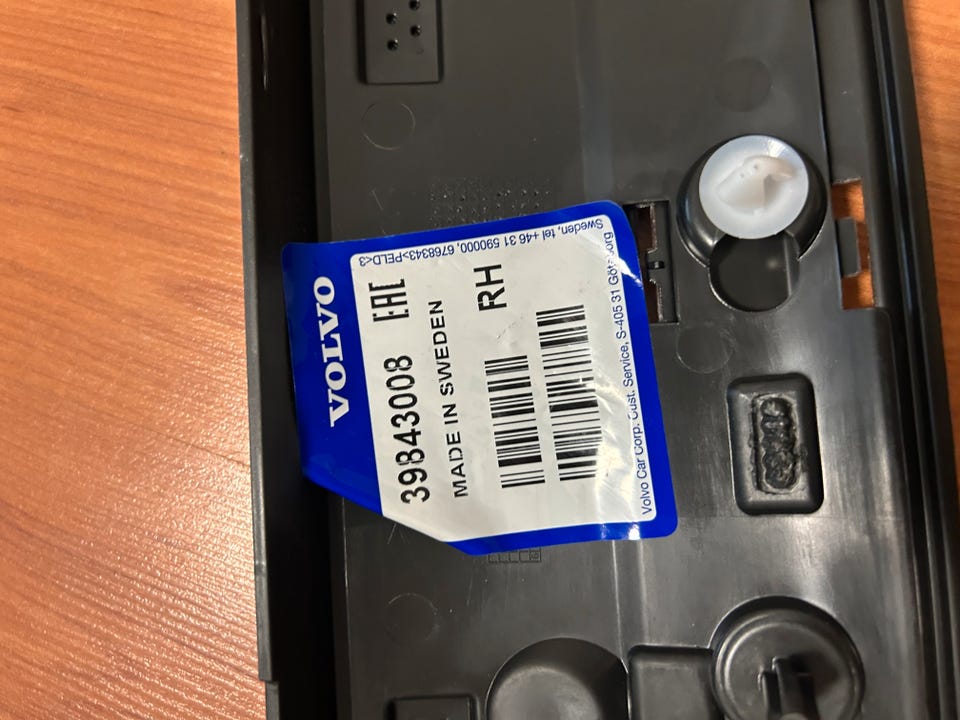 VOLVO
39843008 EAC
MADE IN SWEDEN
RH
Volvo Car Corp. Cust. Service, S-405 31 Göteborg
Sweden, tel +46 31 590000, 6768343>PELD<3